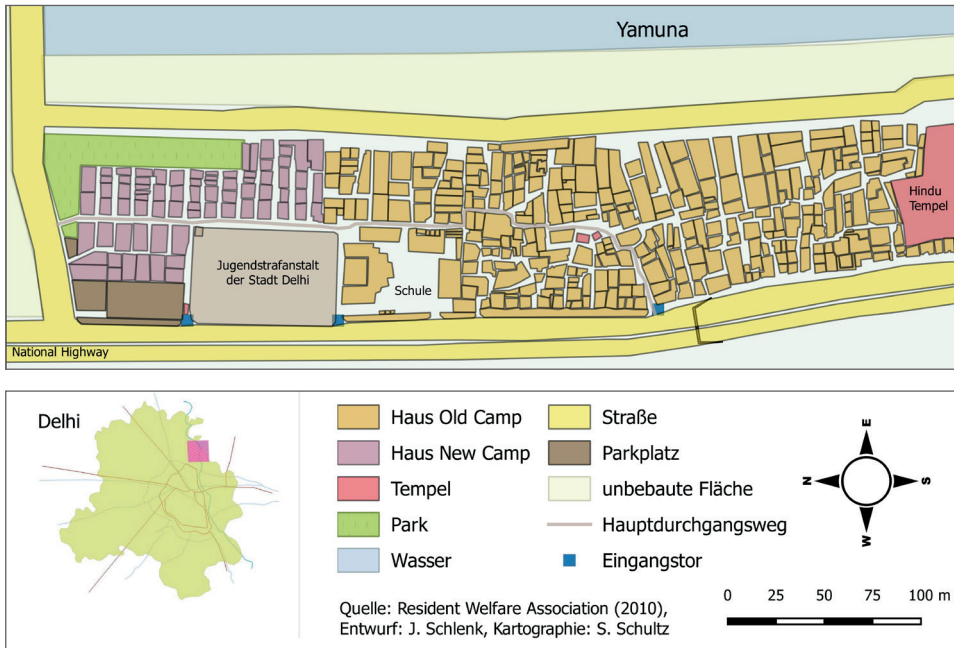 Yamuna
Hindu
Tempel
Jugendstrafanstalt
der Stadt Delhi
Schule
National Highway
Delhi
Haus Old Camp
Haus New Camp
Tempel
Park
Wasser
Straße
Parkplatz
unbebaute Fläche
Hauptdurchgangsweg
Eingangstor
Quelle: Resident Welfare Association (2010),
Entwurf: J. Schlenk, Kartographie: S. Schultz
E
N
S
W
0 25 50 75 100 m